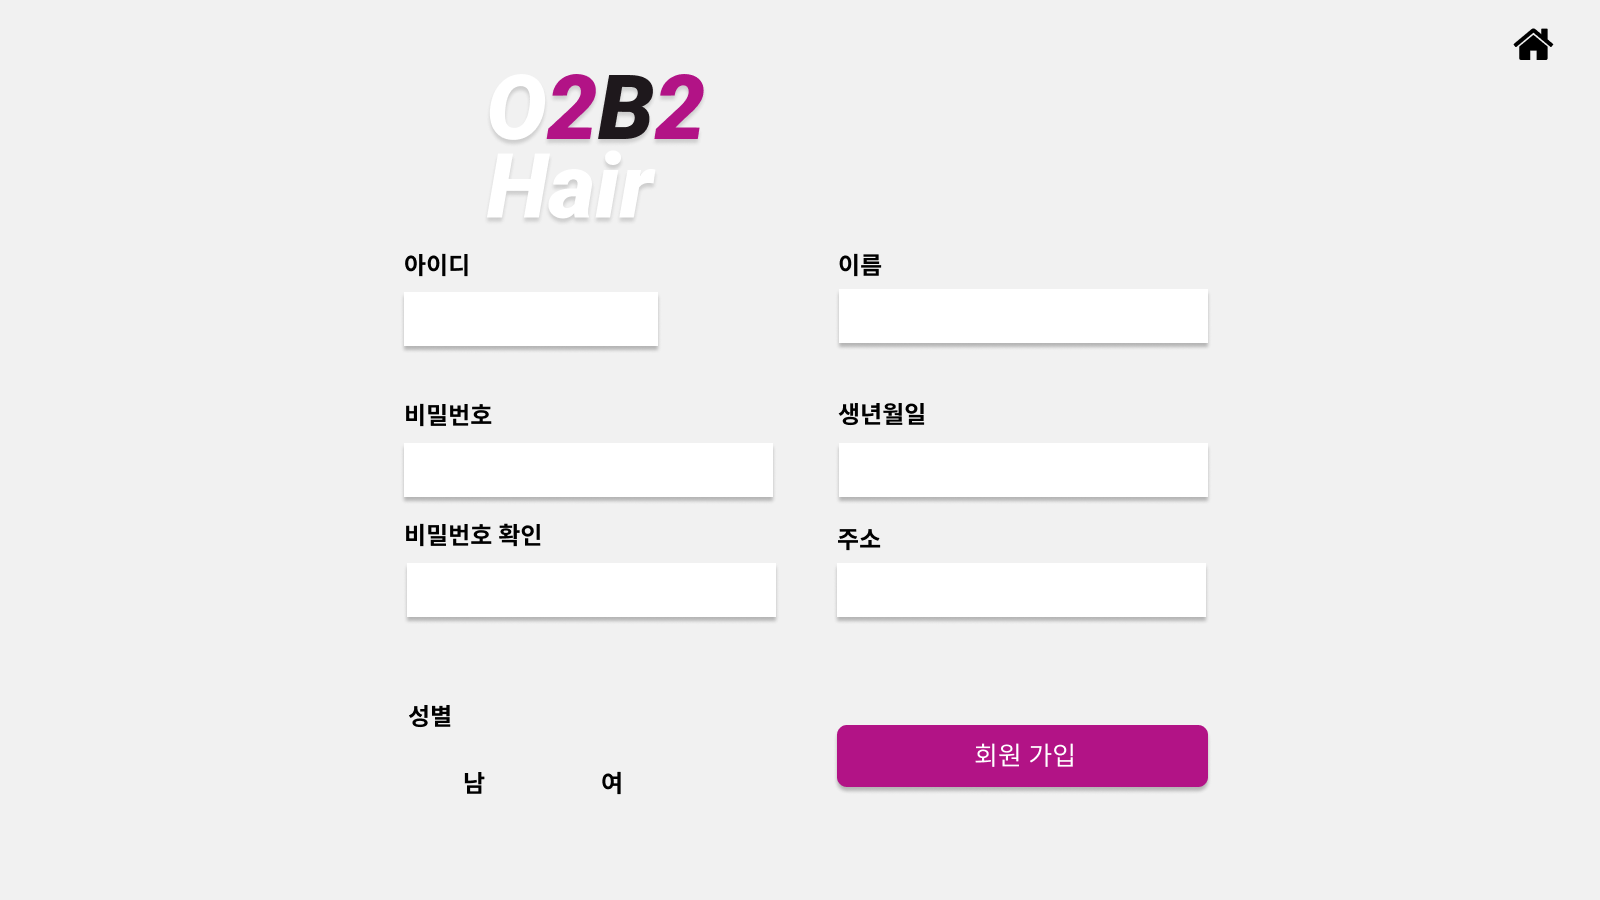 O2B2
Hair
아이디
이름
비밀번호
생년월일
비밀번호 확인
주소
성별
남
여
회원 가입